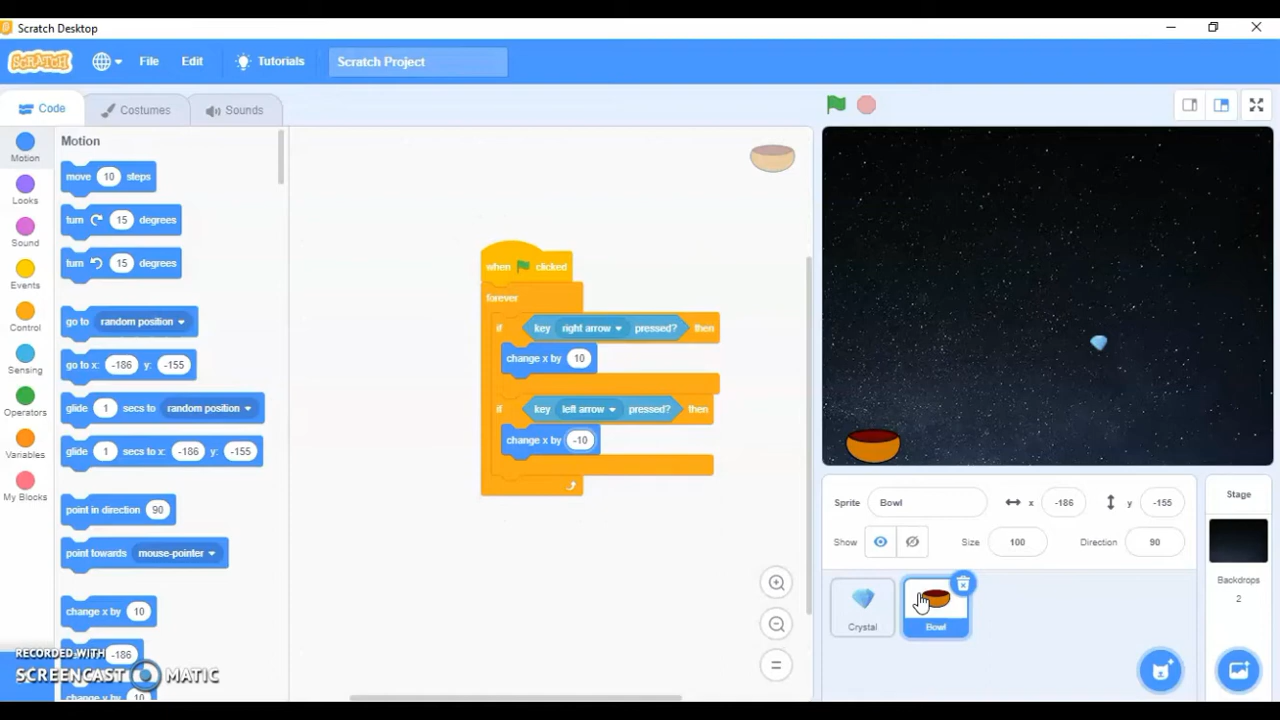 Scratch Desktop
SCRATCH File Edit Tutorials Scratch Project
Code Costumes Sounds
Motion
Looks
Sound
Events
Control
Sensing
Operators
Variables
My Blocks
Motion
move 10 steps
turn 15 degrees
turn 15 degrees
go to random position
go to x: -186 y: -155
glide 1 secs to random position
glide 1 secs to x: -186 y: -155
point in direction 90
point towards mouse-pointer
change x by 10
-186
change y by 10
when clicked
forever
if key right arrow pressed? then
change x by 10
if key left arrow pressed? then
change x by -10
Sprite Bowl x -186 y -155
Show Size 100 Direction 90
Crystal
Bowl
Stage
Backdrops
2
RECORDED WITH
SCREENCAST MATIC